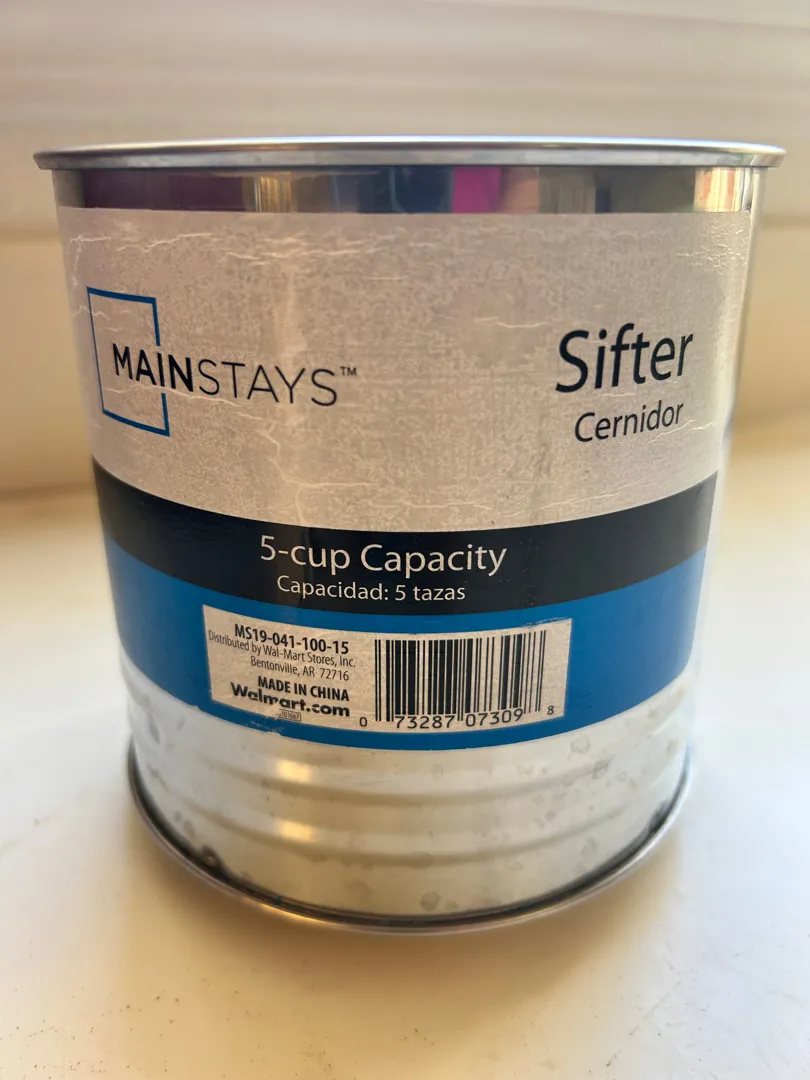 MAINSTAYS™
Sifter
Cernidor
5-cup Capacity
Capacidad: 5 tazas
MS19-041-100-15
Distributed by Wal-Mart Stores, Inc.
Bentonville, AR 72716
MADE IN CHINA
Walmart.com
0 73287 07309 8